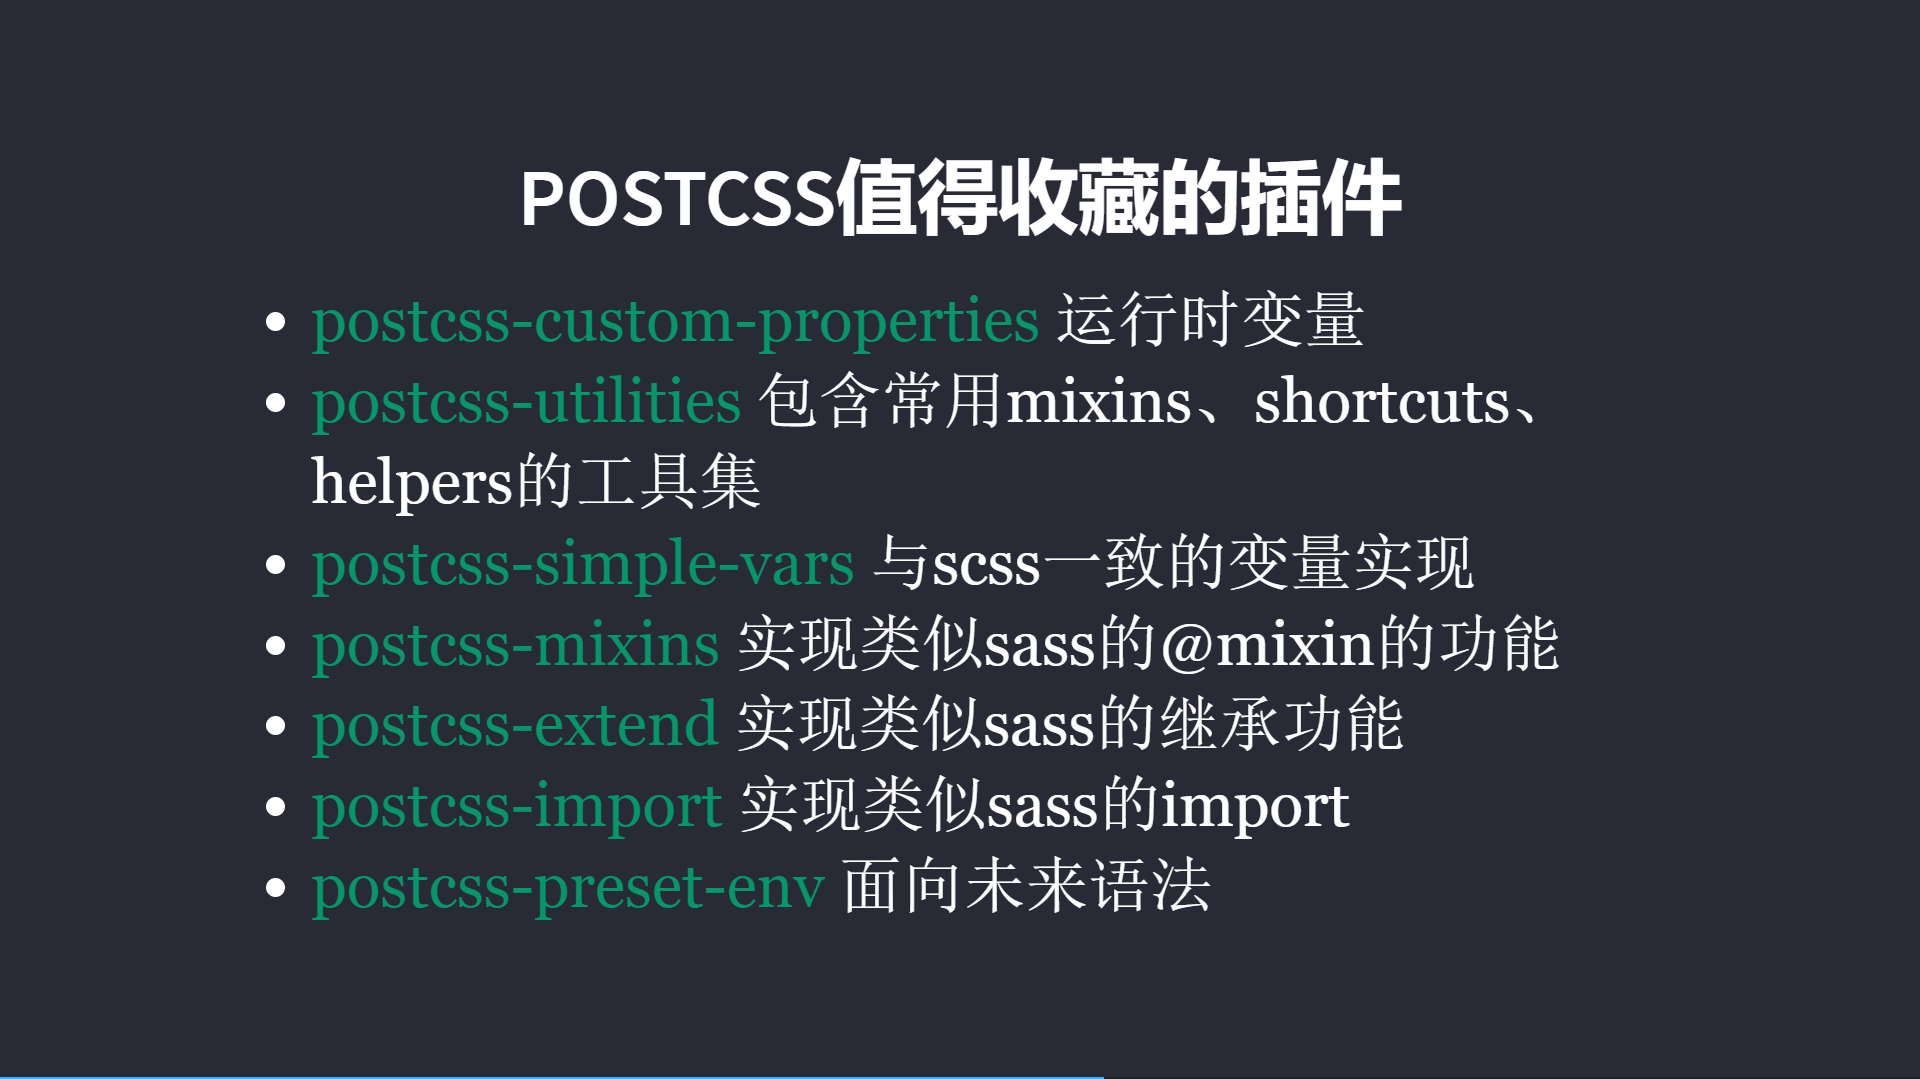 POSTCSS值得收藏的插件
postcss-custom-properties 运行时变量
postcss-utilities 包含常用mixins、shortcuts、
helpers的工具集
postcss-simple-vars 与scss一致的变量实现
postcss-mixins 实现类似sass的@mixin的功能
postcss-extend 实现类似sass的继承功能
postcss-import 实现类似sass的import
postcss-preset-env 面向未来语法